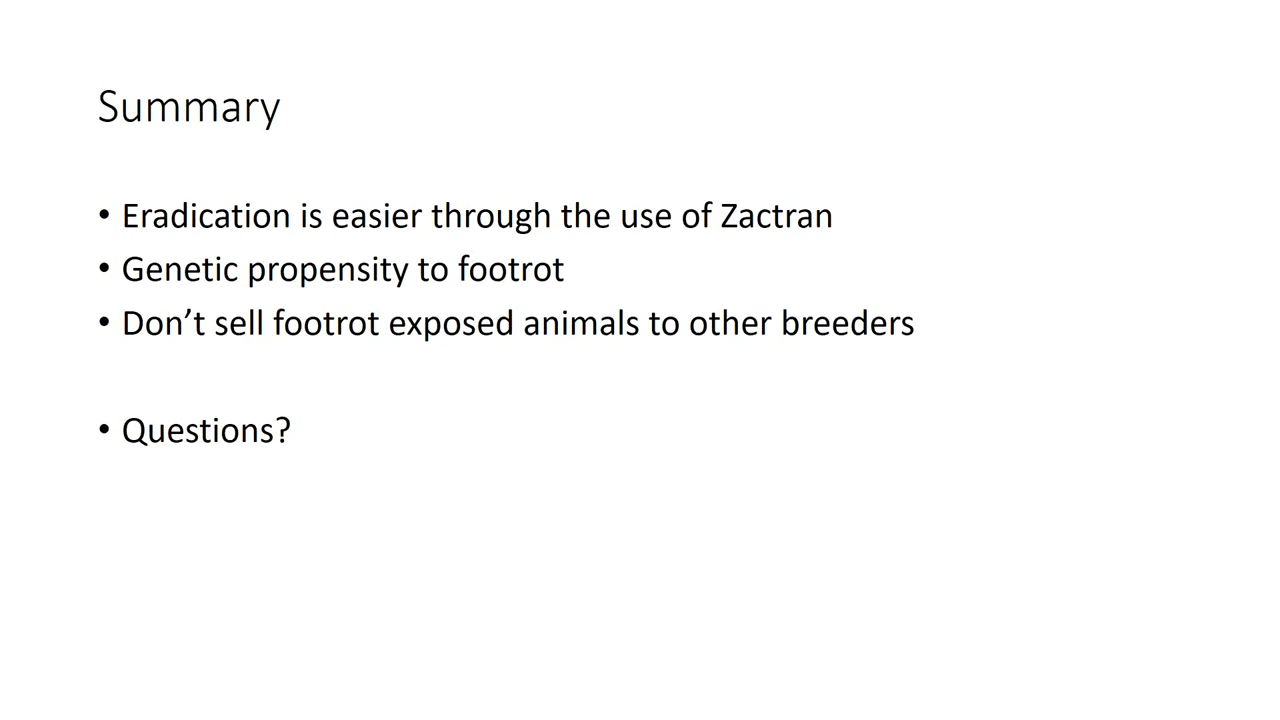 Summary
• Eradication is easier through the use of Zactran
• Genetic propensity to footrot
• Don’t sell footrot exposed animals to other breeders
• Questions?